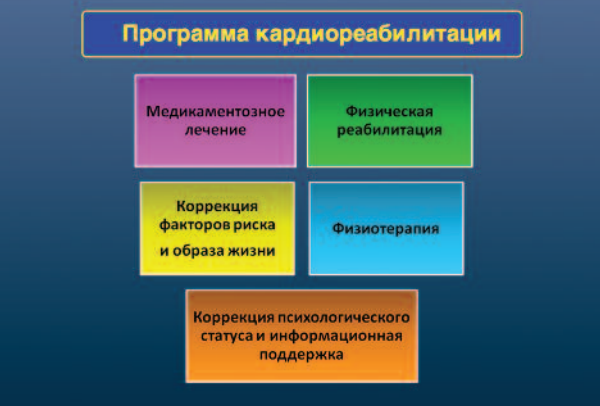 Программа кардиореабилитации
Медикаментозное
лечение
Физическая
реабилитация
Коррекция
факторов риска
и образа жизни
Физиотерапия
Коррекция психологического
статуса и информационная
поддержка